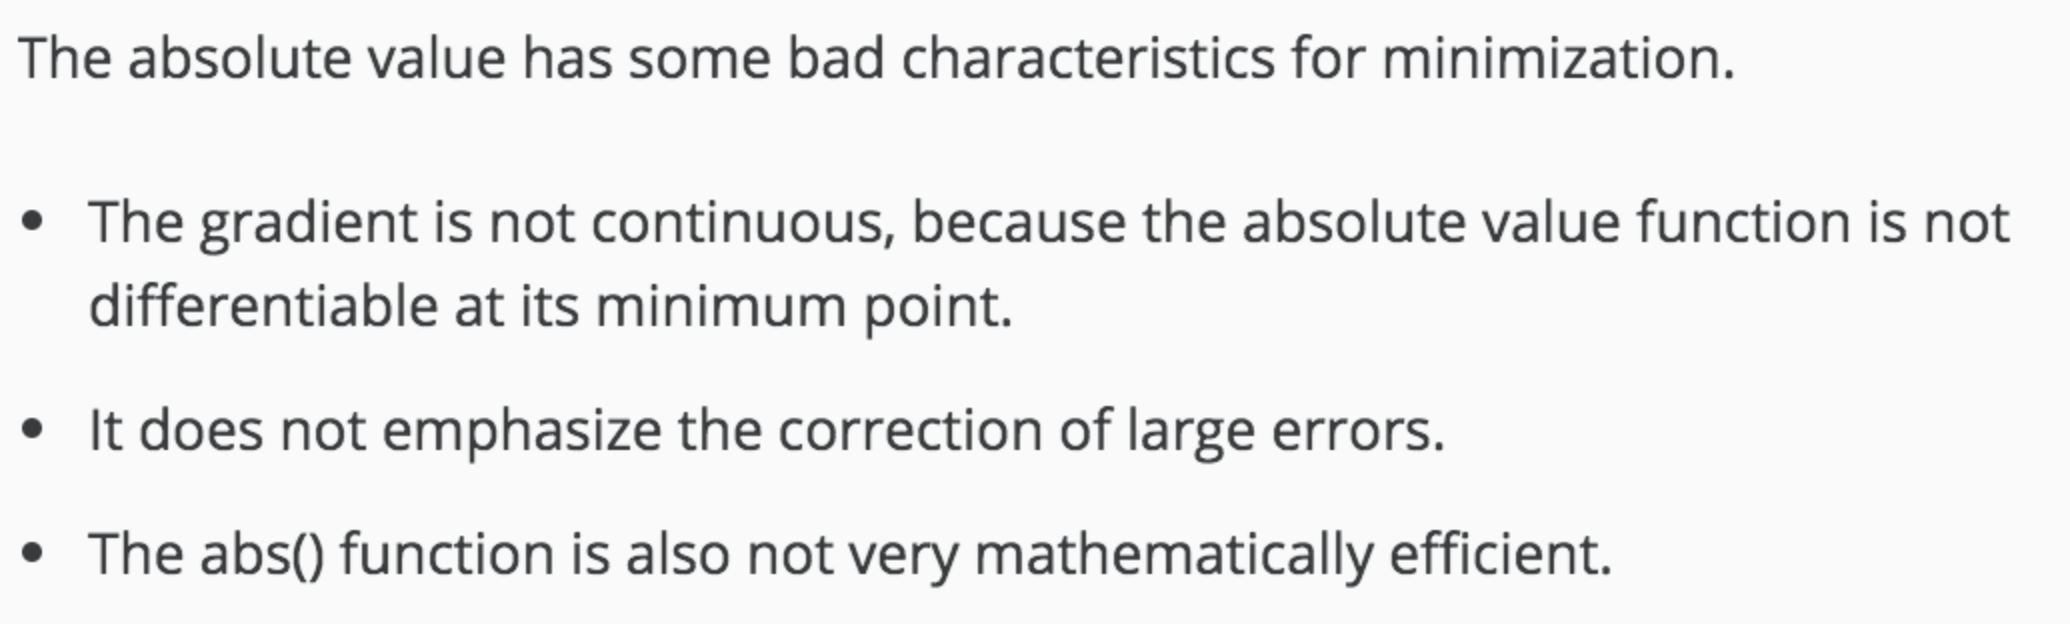 The absolute value has some bad characteristics for minimization.
• The gradient is not continuous, because the absolute value function is not
differentiable at its minimum point.
• It does not emphasize the correction of large errors.
• The abs() function is also not very mathematically efficient.